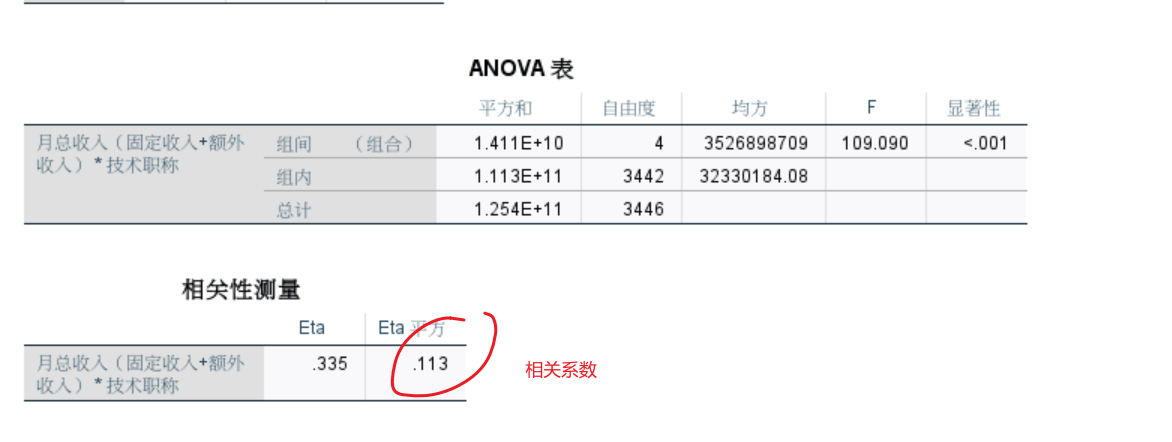 ANOVA 表
平方和 自由度 均方 F 显著性
月总收入（固定收入+额外 组间 （组合） 1.411E+10 4 3526898709 109.090 <.001
收入）* 技术职称
组内 1.113E+11 3442 32330184.08
总计 1.254E+11 3446
相关性测量
Eta Eta 平方
月总收入（固定收入+额外 .335 .113
收入）* 技术职称
相关系数